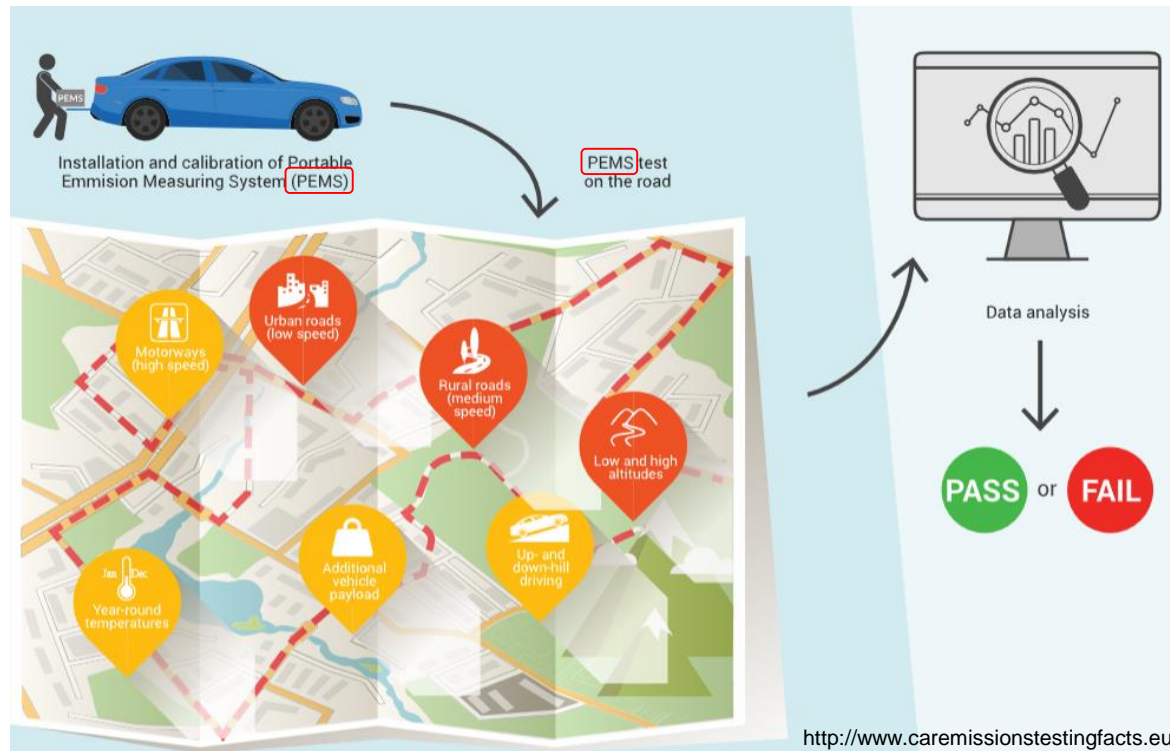 PEMS
Installation and calibration of Portable
Emmision Measuring System (PEMS)
PEMS test
on the road
Motorways
(high speed)
Urban roads
(low speed)
Rural roads
(medium
speed)
Low and high
altitudes
Jan Dec
Year-round
temperatures
Additional
vehicle
payload
Up- and
down-hill
driving
Data analysis
PASS or FAIL
http://www.caremissionstestingfacts.eu